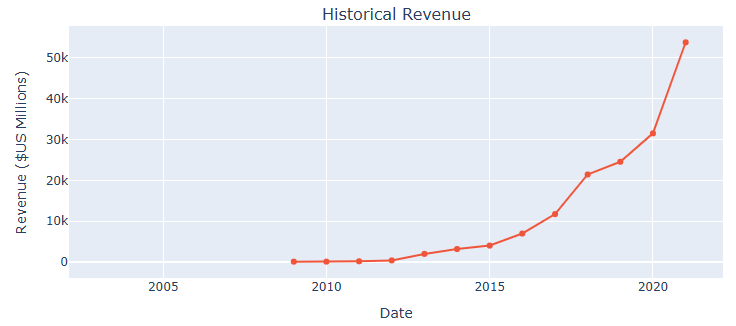 Historical Revenue
Revenue ($US Millions)
50k
40k
30k
20k
10k
0
2005
2010
2015
2020
Date